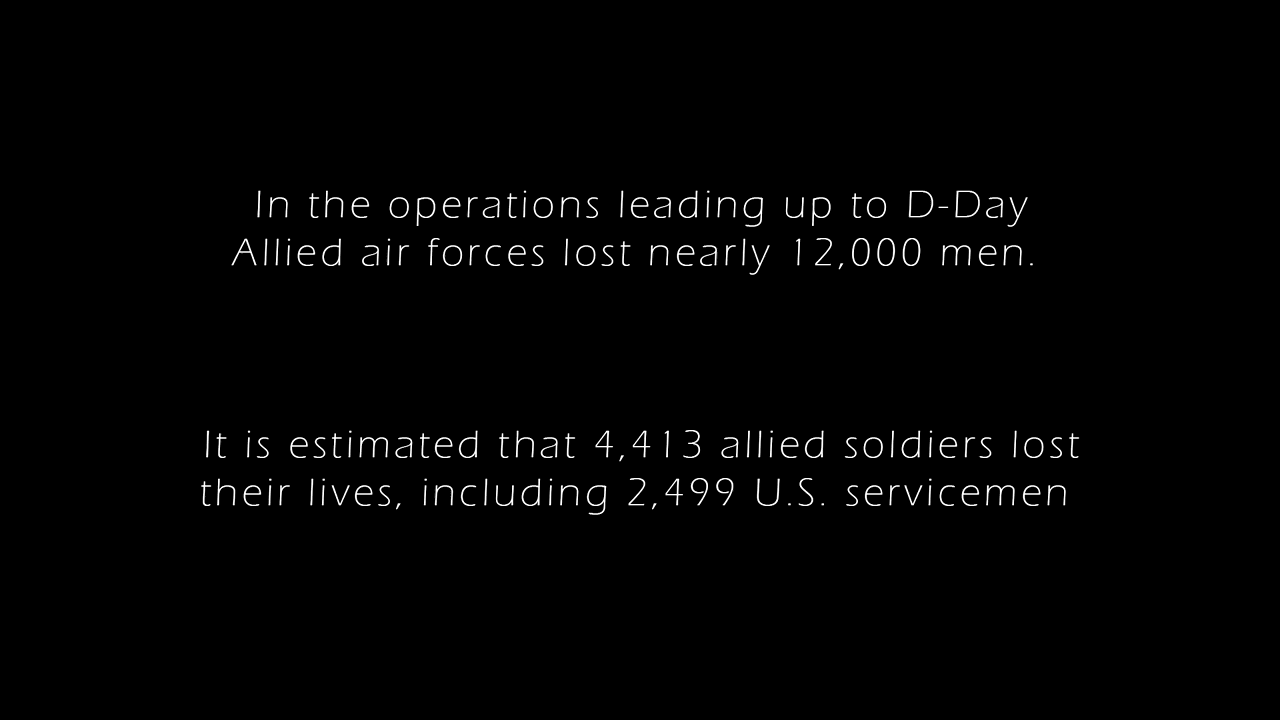 In the operations leading up to D-Day
Allied air forces lost nearly 12,000 men.
It is estimated that 4,413 allied soldiers lost
their lives, including 2,499 U.S. servicemen